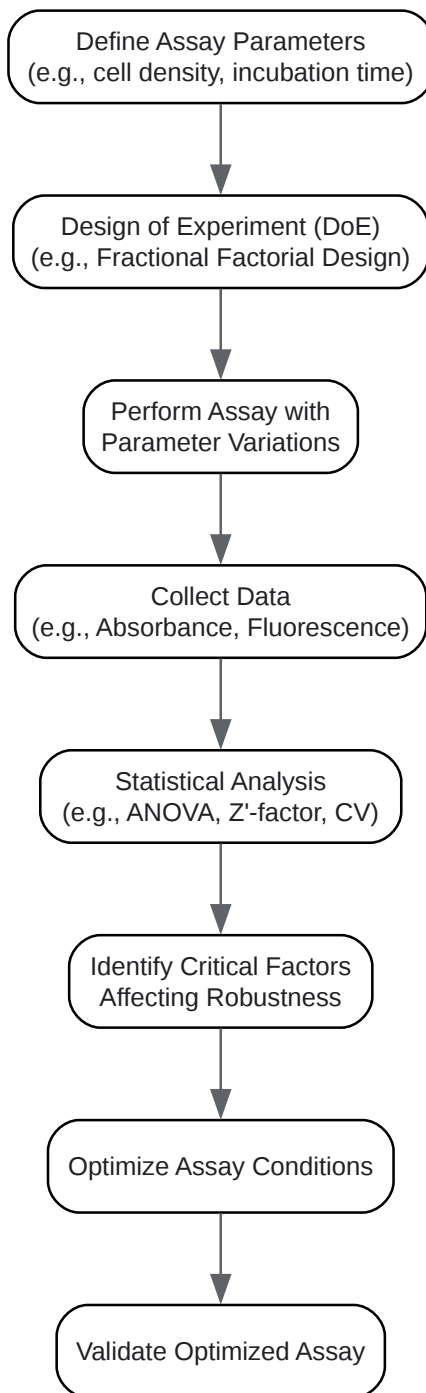 Define Assay Parameters
(e.g., cell density, incubation time)
Design of Experiment (DoE)
(e.g., Fractional Factorial Design)
Perform Assay with
Parameter Variations
Collect Data
(e.g., Absorbance, Fluorescence)
Statistical Analysis
(e.g., ANOVA, Z'-factor, CV)
Identify Critical Factors
Affecting Robustness
Optimize Assay Conditions
Validate Optimized Assay